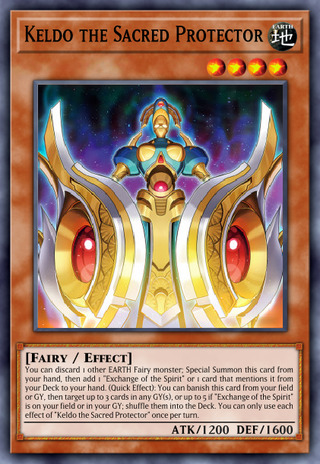 Keldo the Sacred Protector
EARTH
地
[Fairy / Effect]
You can discard 1 other EARTH Fairy monster; Special Summon this card from
your hand, then add 1 "Exchange of the Spirit" or 1 card that mentions it from
your Deck to your hand. (Quick Effect): You can banish this card from your field
or GY, then target up to 3 cards in any GY(s), or up to 5 if "Exchange of the Spirit"
is on your field or in your GY; shuffle them into the Deck. You can only use each
effect of "Keldo the Sacred Protector" once per turn.
ATK/1200 DEF/1600